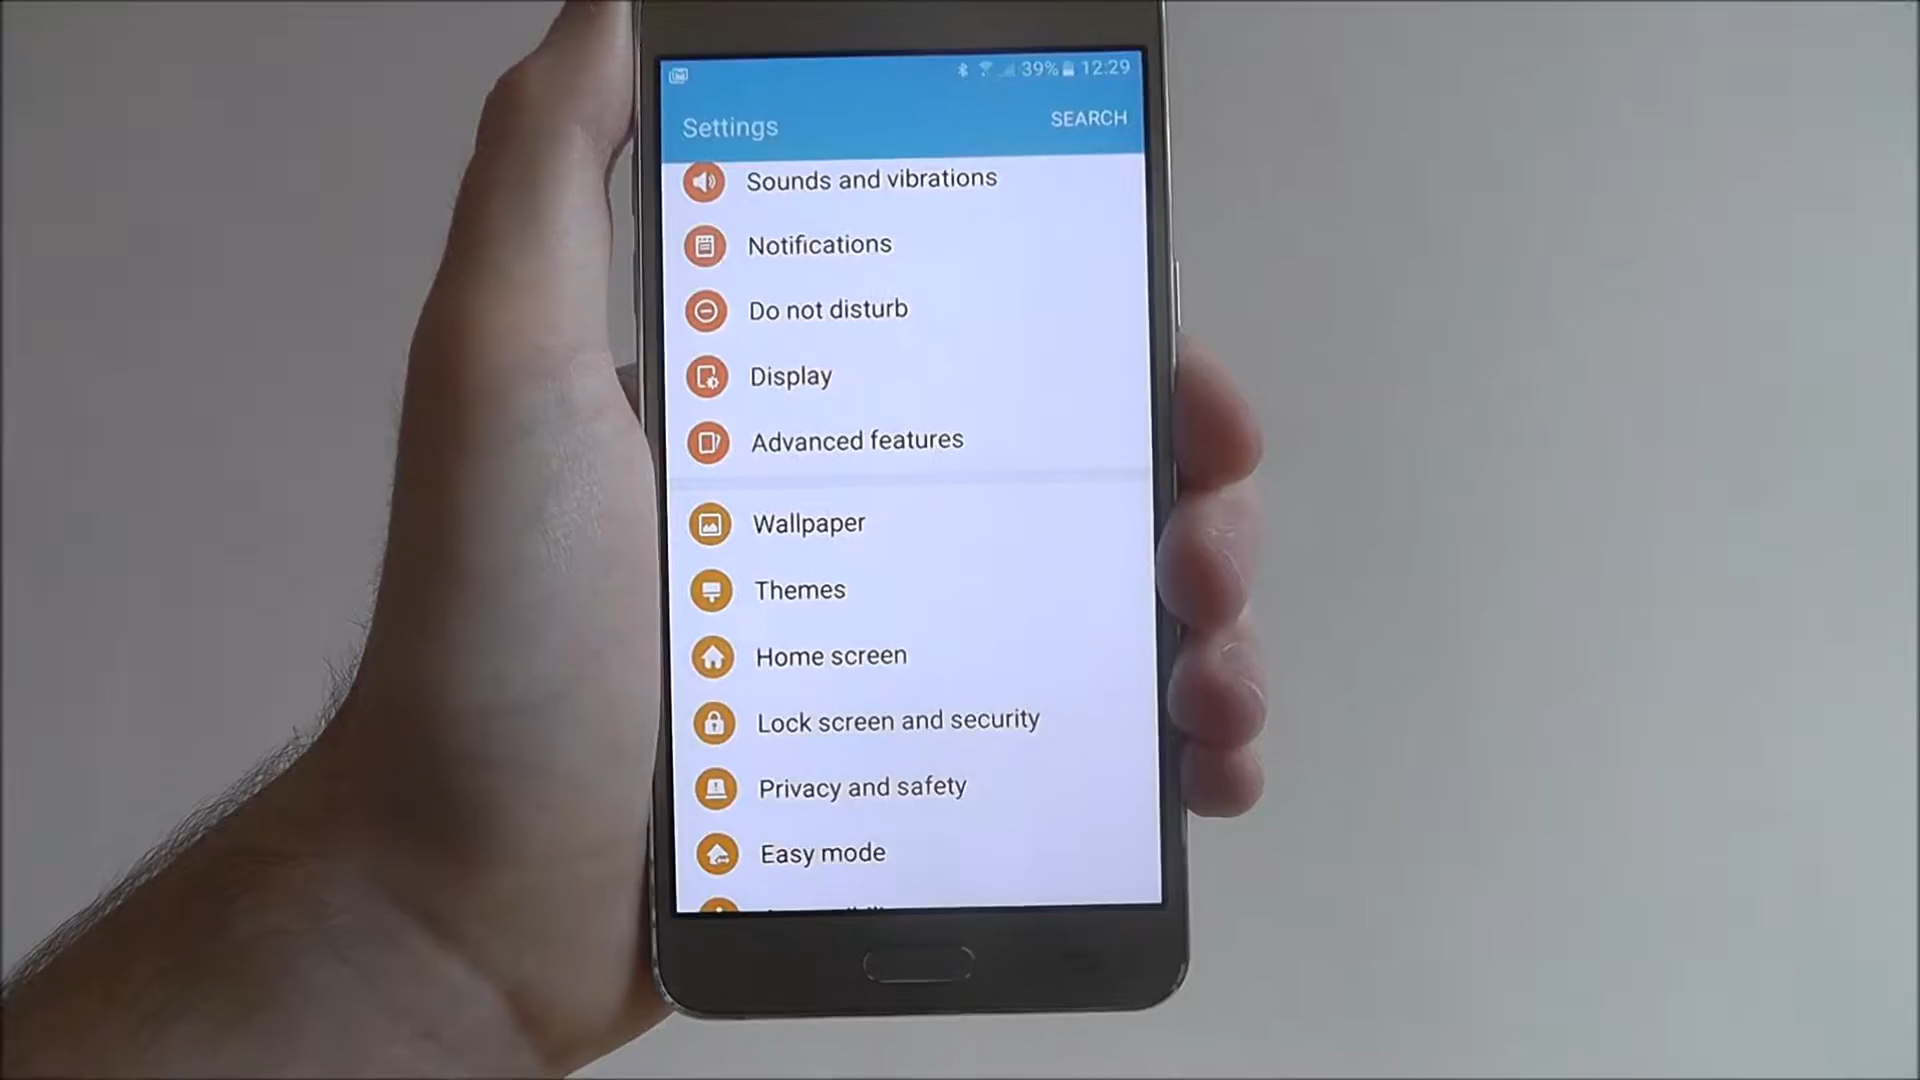 39% 12:29
Settings SEARCH
Sounds and vibrations
Notifications
Do not disturb
Display
Advanced features
Wallpaper
Themes
Home screen
Lock screen and security
Privacy and safety
Easy mode